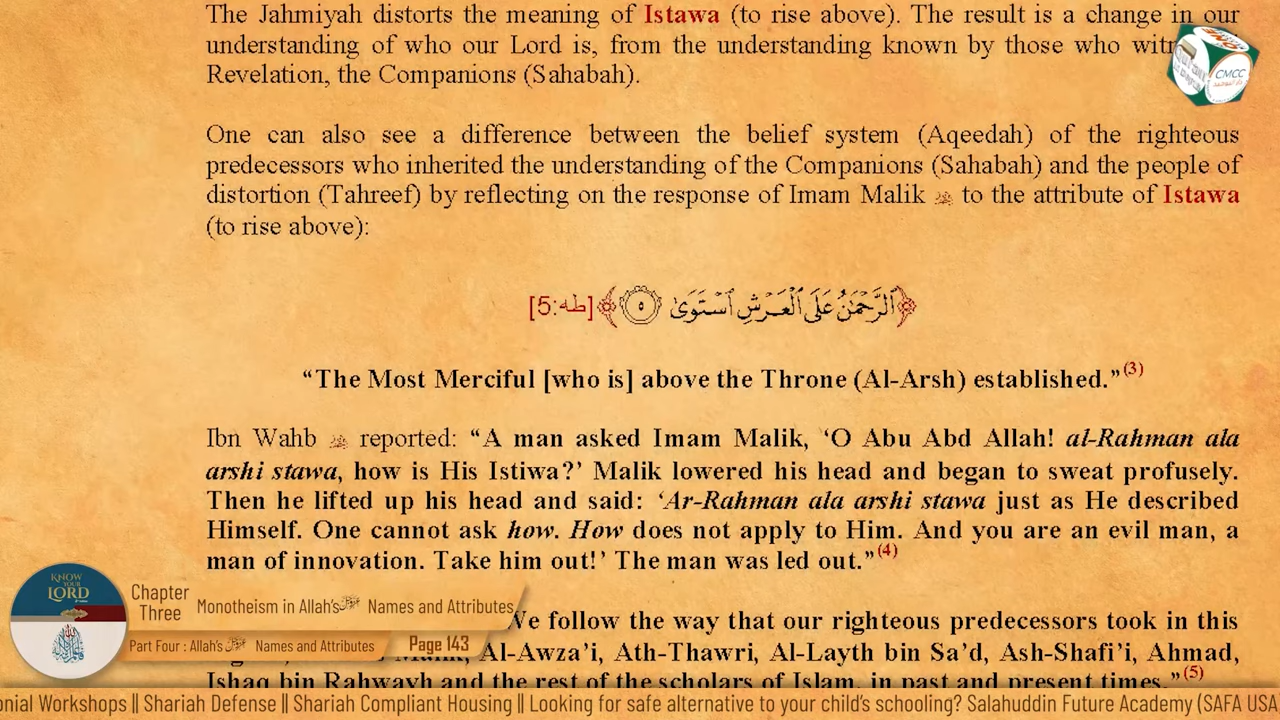 The Jahmiyah distorts the meaning of Istawa (to rise above). The result is a change in our
understanding of who our Lord is, from the understanding known by those who
Revelation, the Companions (Sahabah).
One can also see a difference between the belief system (Aqeedah) of the righteous
predecessors who inherited the understanding of the Companions (Sahabah) and the people of
distortion (Tahreef) by reflecting on the response of Imam Malik to the attribute of Istawa
(to rise above):
﴿ٱلرَّحۡمَٰنُ عَلَى ٱلۡعَرۡشِ ٱسۡتَوَىٰ ٥﴾ [طه:5]
“The Most Merciful [who is] above the Throne (Al-Arsh) established.”(3)
Ibn Wahb reported: “A man asked Imam Malik, ‘O Abu Abd Allah! al-Rahman ala
arshi stawa, how is His Istiwa?’ Malik lowered his head and began to sweat profusely.
Then he lifted up his head and said: ‘Ar-Rahman ala arshi stawa just as He described
Himself. One cannot ask how. How does not apply to Him. And you are an evil man, a
man of innovation. Take him out!’ The man was led out.”(4)
We follow the way that our righteous predecessors took in this
Malik, Al-Awza’i, Ath-Thawri, Al-Layth bin Sa’d, Ash-Shafi’i, Ahmad,
Ishaq bin Rahwayh and the rest of the scholars of Islam, in past and present times.”(5)
CMCC
KNOW YOUR LORD
Chapter Three
Monotheism in Allah’s ﷻ Names and Attributes
Part Four : Allah’s ﷻ Names and Attributes
Page 143
Workshops || Shariah Defense || Shariah Compliant Housing || Looking for safe alternative to your child’s schooling? Salahuddin Future Academy (SAFA USA